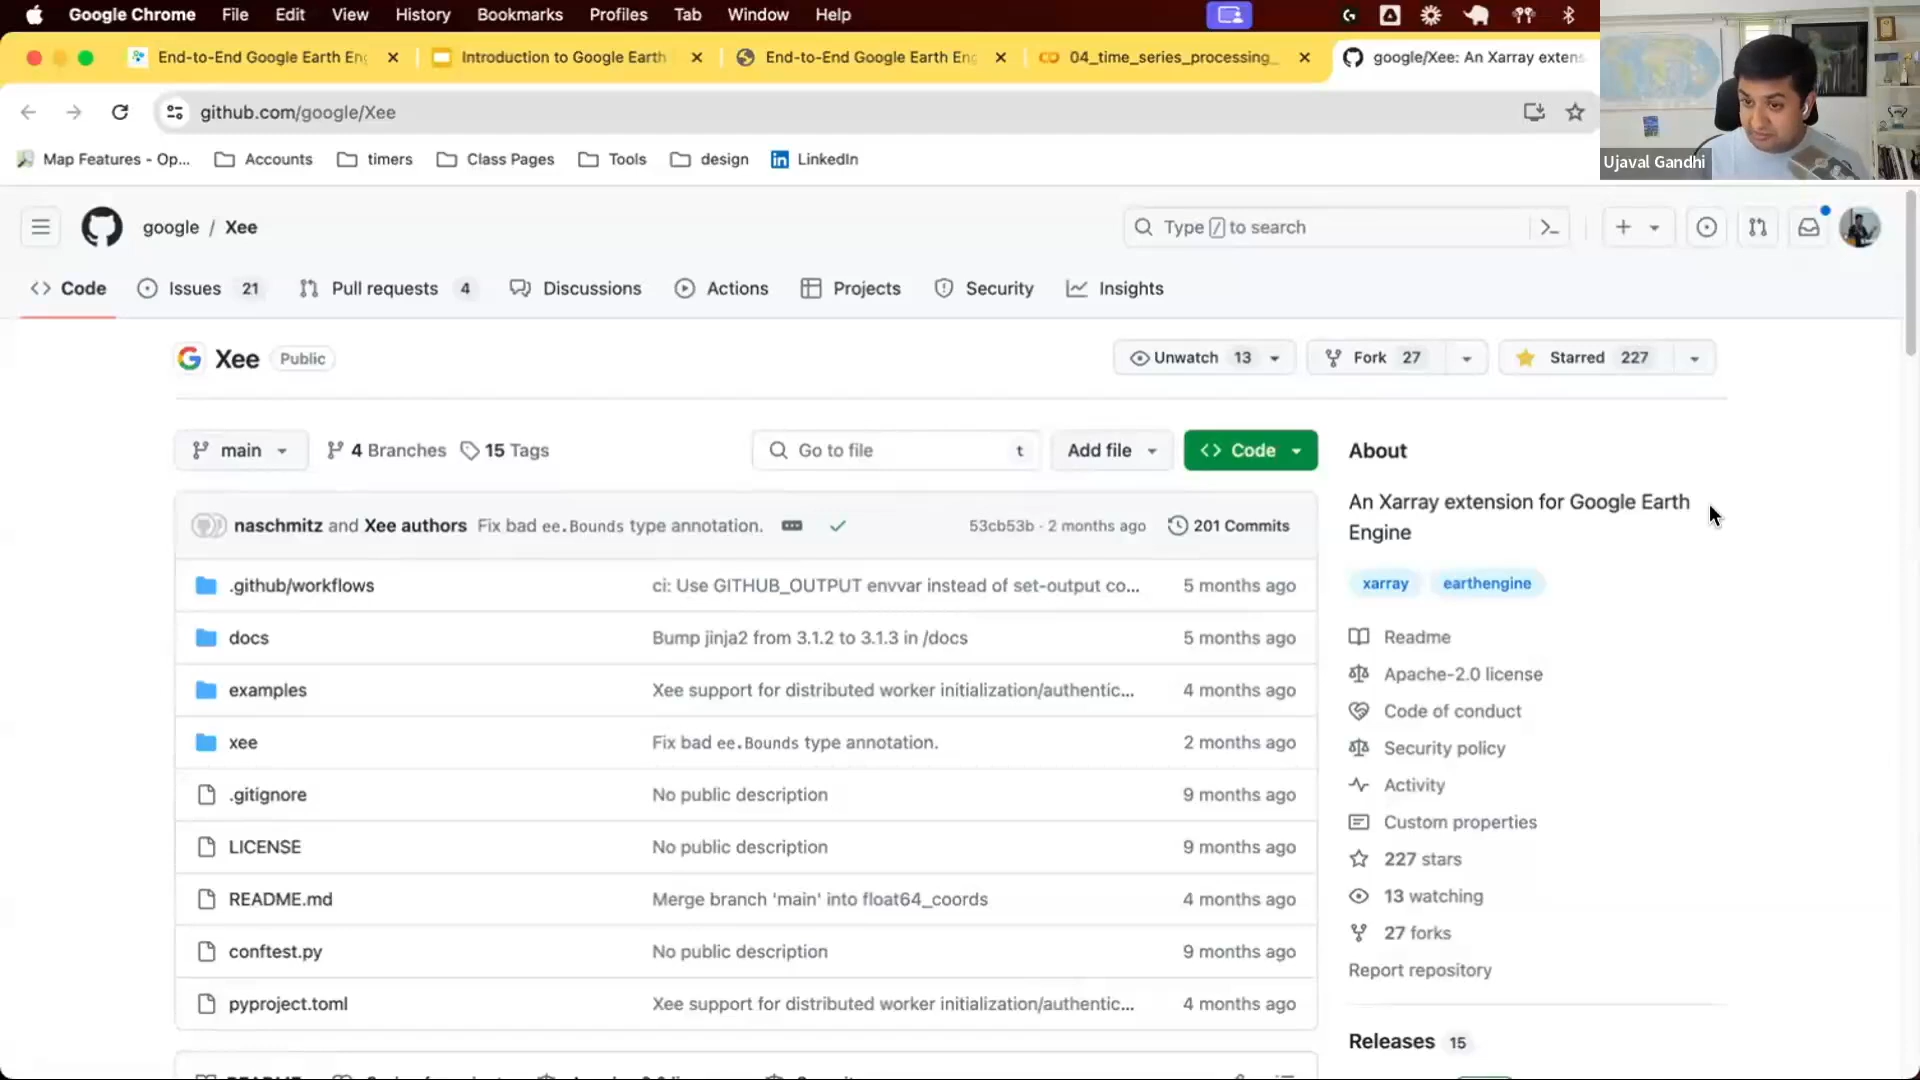 Google Chrome File Edit View History Bookmarks Profiles Tab Window Help
End-to-End Google Earth Eng Introduction to Google Earth End-to-End Google Earth Eng 04_time_series_processing_ google/Xee: An Xarray extens
github.com/google/Xee
Map Features - Op... Accounts timers Class Pages Tools design LinkedIn
Ujaval Gandhi
google / Xee Type / to search
Code Issues 21 Pull requests 4 Discussions Actions Projects Security Insights
Xee Public Unwatch 13 Fork 27 Starred 227
main 4 Branches 15 Tags Go to file t Add file Code
About
An Xarray extension for Google Earth
Engine
naschmitz and Xee authors Fix bad ee.Bounds type annotation. 53cb53b · 2 months ago 201 Commits
.github/workflows ci: Use GITHUB_OUTPUT envvar instead of set-output co... 5 months ago
xarray earthengine
docs Bump jinja2 from 3.1.2 to 3.1.3 in /docs 5 months ago
Readme
examples Xee support for distributed worker initialization/authentic... 4 months ago
Apache-2.0 license
Code of conduct
xee Fix bad ee.Bounds type annotation. 2 months ago
Security policy
.gitignore No public description 9 months ago
Activity
Custom properties
LICENSE No public description 9 months ago
227 stars
README.md Merge branch 'main' into float64_coords 4 months ago
13 watching
27 forks
conftest.py No public description 9 months ago
Report repository
pyproject.toml Xee support for distributed worker initialization/authentic... 4 months ago
Releases 15